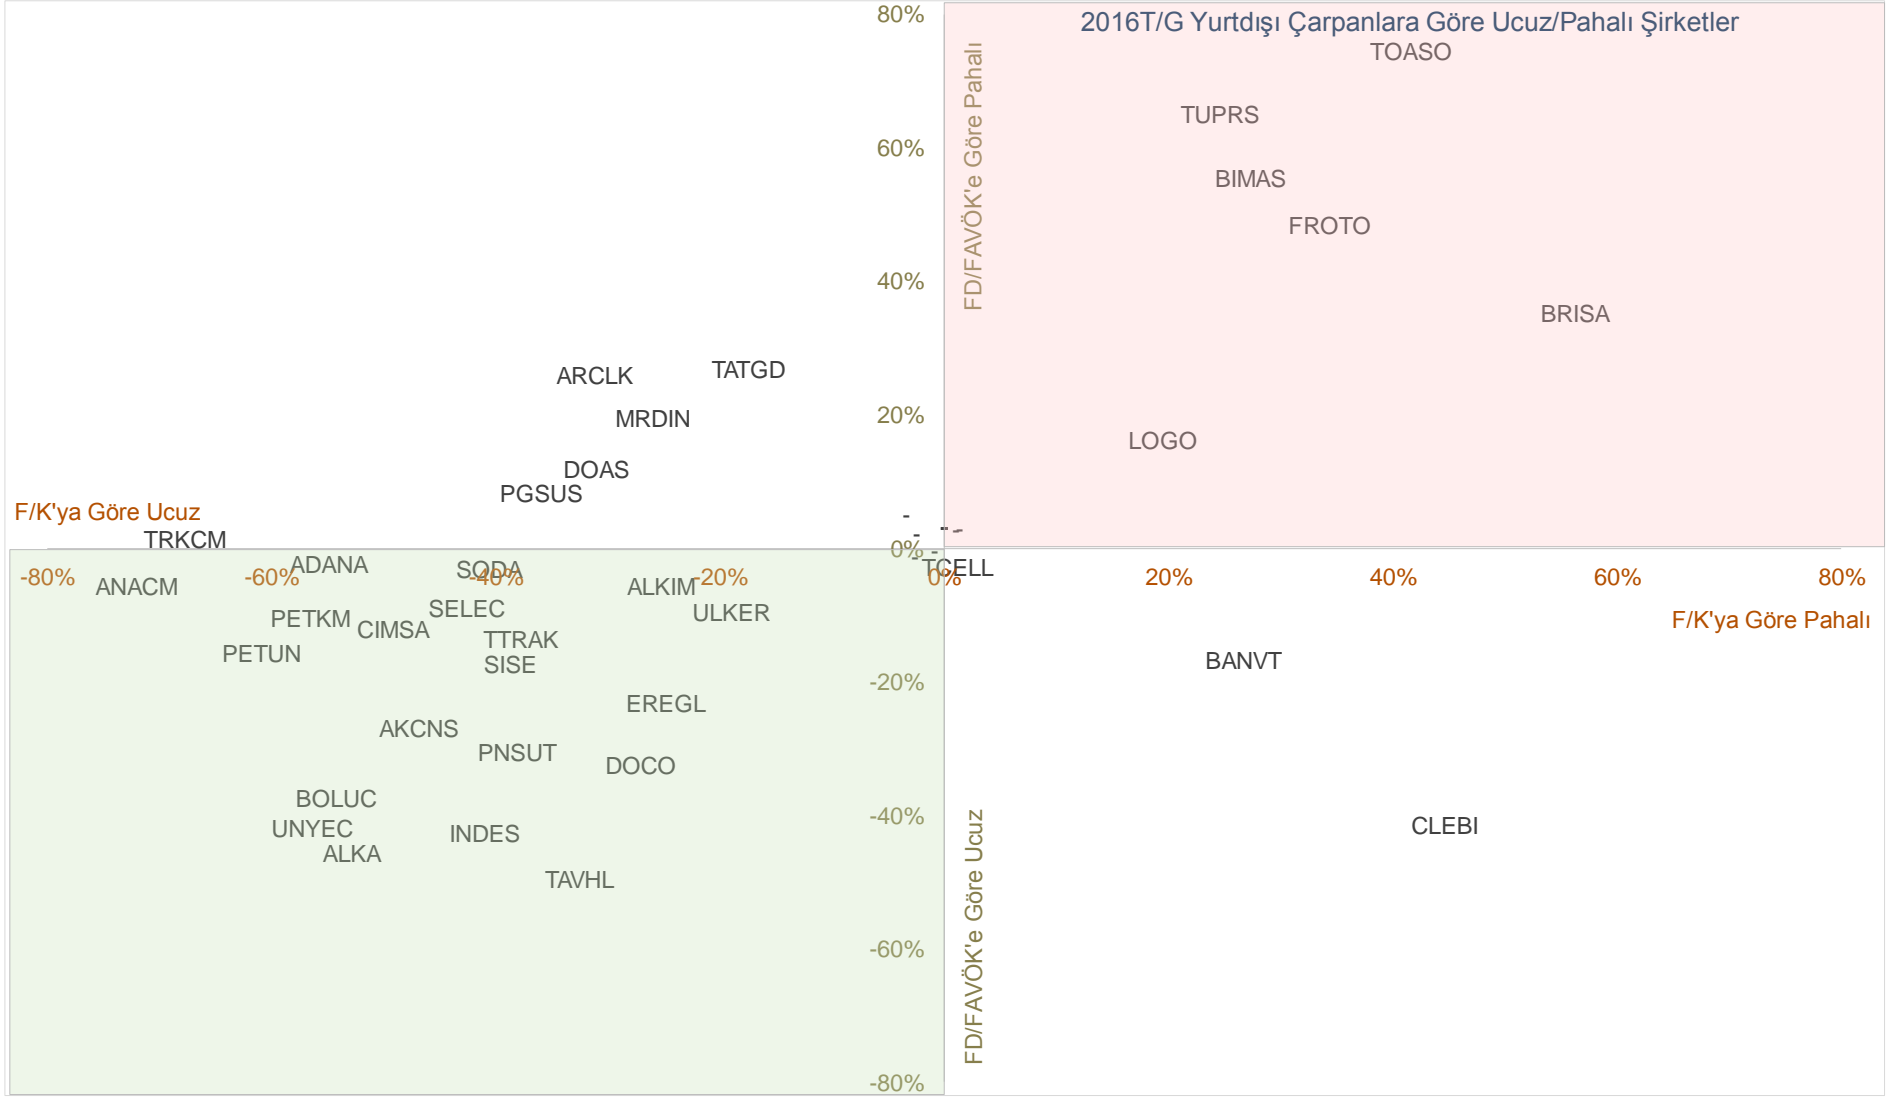 80%
2016T/G Yurtdışı Çarpanlara Göre Ucuz/Pahalı Şirketler
TOASO
FD/FAVÖK'e Göre Pahalı
TUPRS
60%
BIMAS
FROTO
40%
BRISA
ARCLK
TATGD
20%
MRDIN
LOGO
DOAS
PGSUS
F/K'ya Göre Ucuz
TRKCM
0%
ADANA
SODA
TCELL
-80%
-60%
-40%
-20%
0%
20%
40%
60%
80%
ANACM
ALKIM
SELEC
ULKER
PETKM
F/K'ya Göre Pahalı
CIMSA
TTRAK
PETUN
SISE
BANVT
-20%
EREGL
AKCNS
PNSUT
DOCO
BOLUC
-40%
UNYEC
INDES
CLEBI
ALKA
TAVHL
FD/FAVÖK'e Göre Ucuz
-60%
-80%